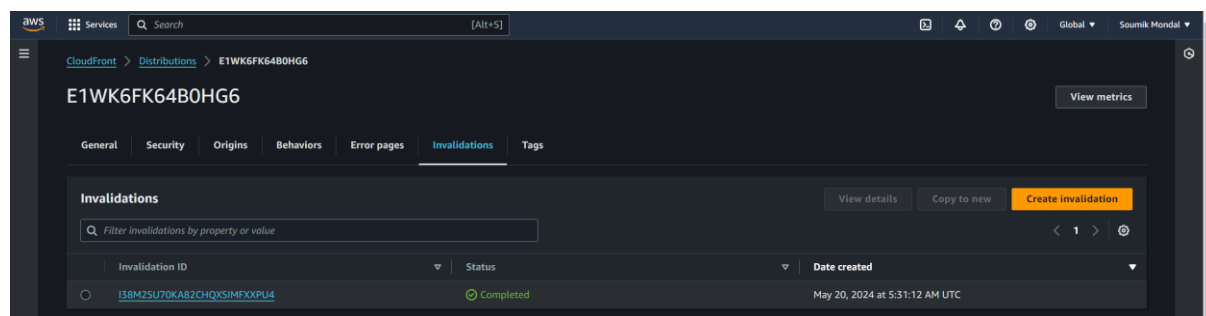 aws Services Search [Alt+S] Global Soumik Mondal
CloudFront > Distributions > E1WK6FK64B0HG6
E1WK6FK64B0HG6 View metrics
General Security Origins Behaviors Error pages Invalidations Tags
Invalidations View details Copy to new Create invalidation
Filter invalidations by property or value < 1 >
Invalidation ID Status Date created
I38M2SU70KA82CHQXSIMFXXPU4 Completed May 20, 2024 at 5:31:12 AM UTC